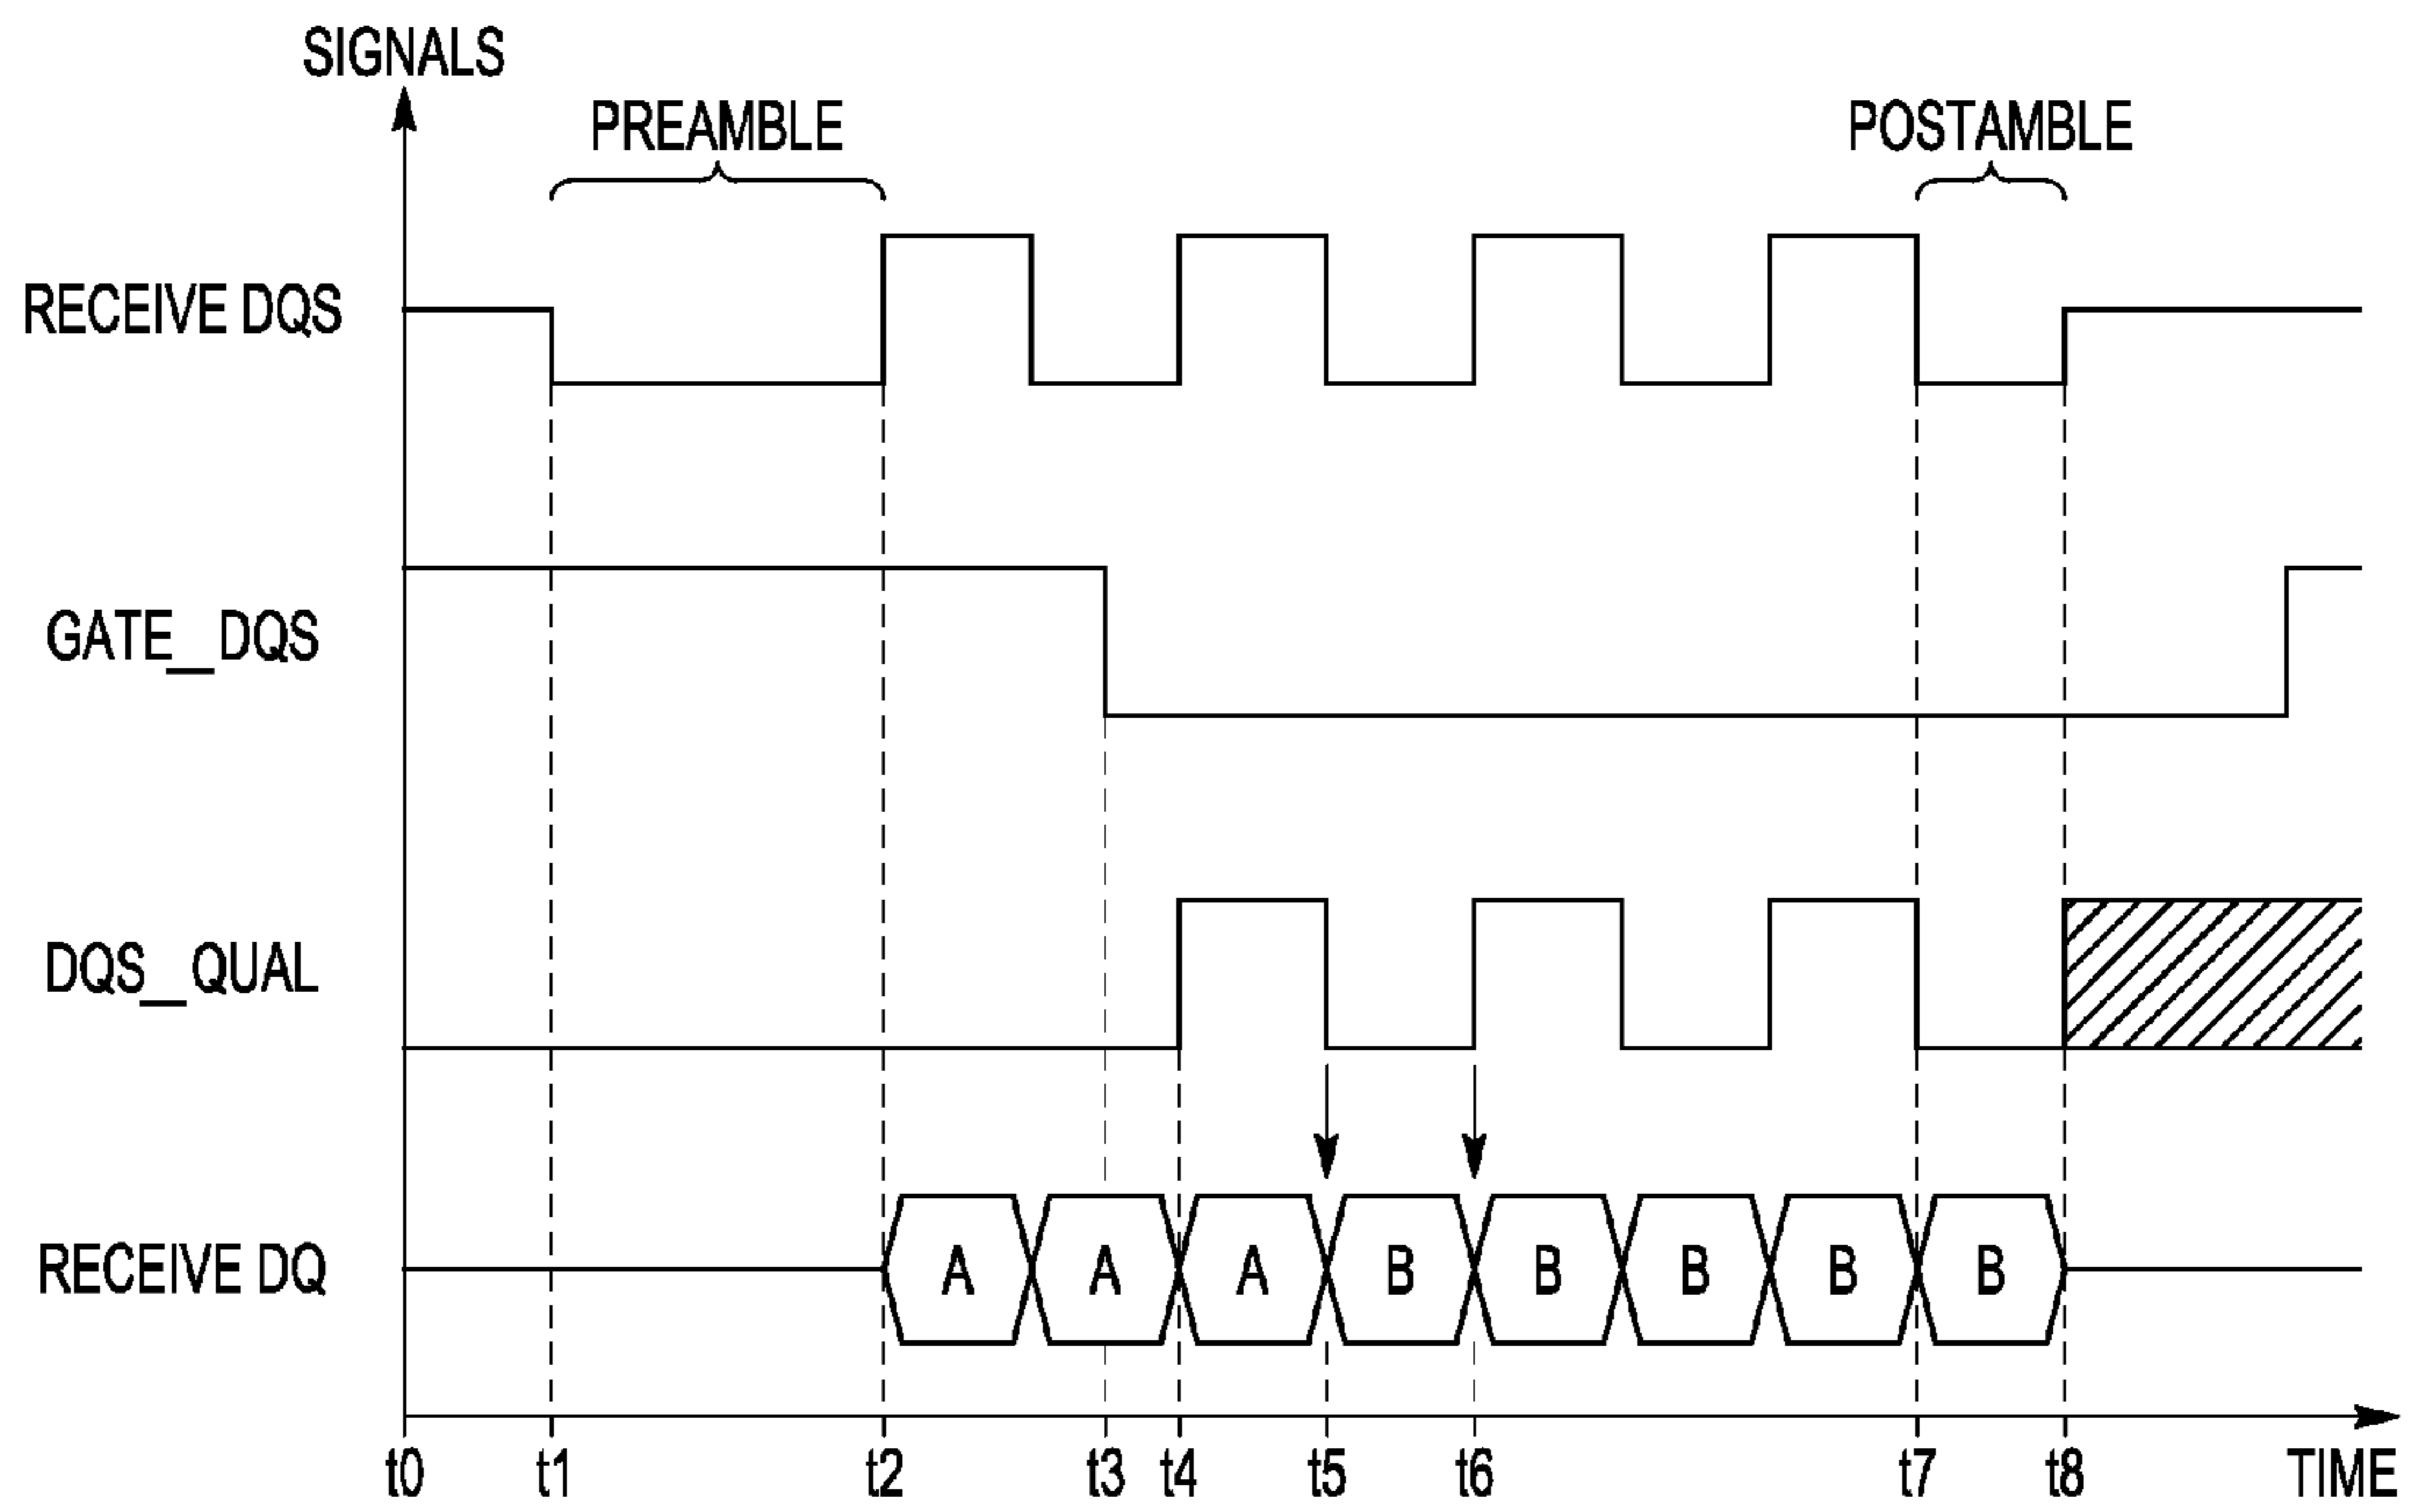 SIGNALS
PREAMBLE
POSTAMBLE
RECEIVE DQS
GATE_DQS
DQS_QUAL
RECEIVE DQ
A A A B B B B B
t0 t1 t2 t3 t4 t5 t6 t7 t8 TIME